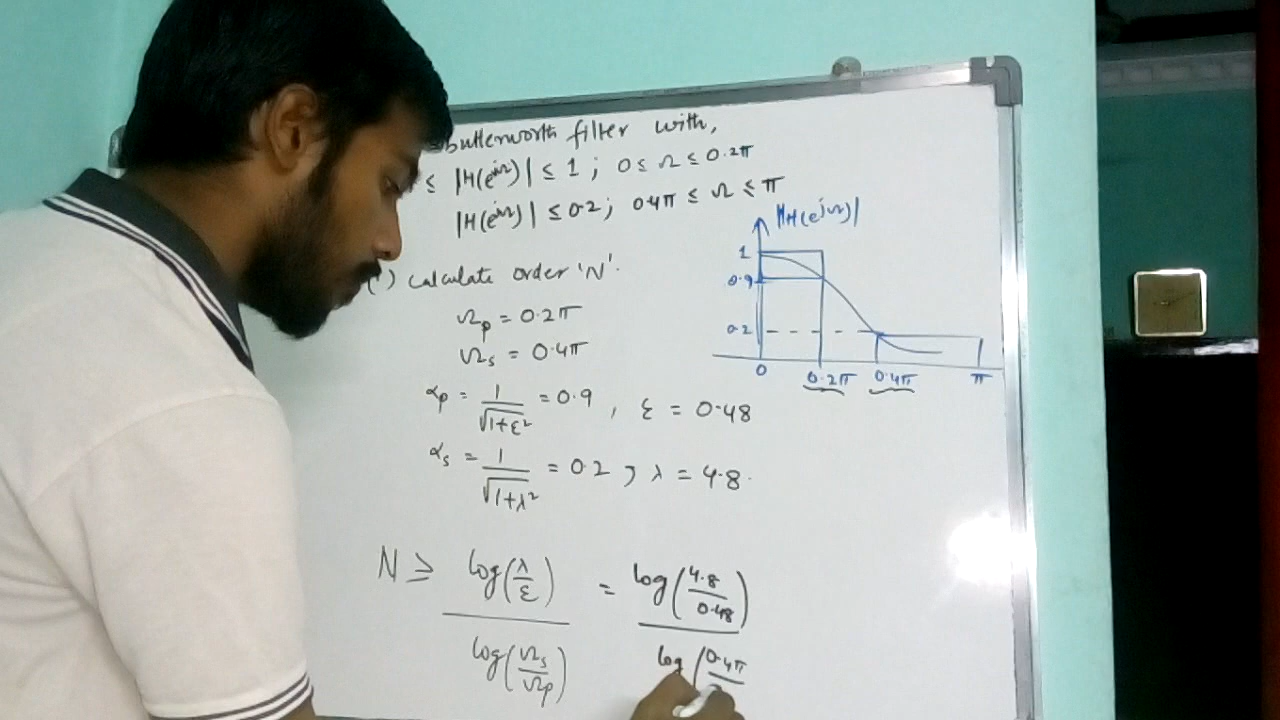 butterworth filter with,
≤ |H(e^jΩ)| ≤ 1 ; 0 ≤ Ω ≤ 0.2π
|H(e^jΩ)| ≤ 0.2 ; 0.4π ≤ Ω ≤ π
) Calculate order 'N'.
Ωp = 0.2π
Ωs = 0.4π
αp = 1/√(1+ε²) = 0.9 , ε = 0.48
αs = 1/√(1+λ²) = 0.2 ; λ = 4.8.
N ≥ log(λ/ε) / log(Ωs/Ωp) = log(4.8/0.48) / log(0.4π
|H(e^jΩ)|
1
0.9
0.2
0 0.2π 0.4π π